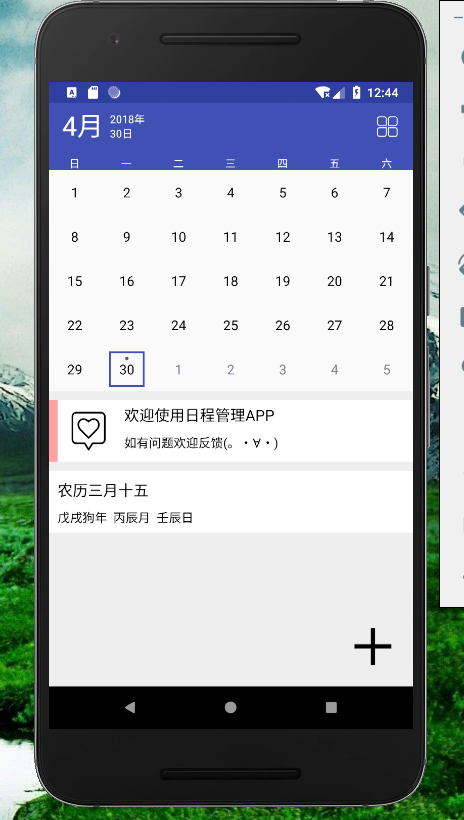 12:44
4月 2018年
30日
日 一 二 三 四 五 六
1 2 3 4 5 6 7
8 9 10 11 12 13 14
15 16 17 18 19 20 21
22 23 24 25 26 27 28
29 30 1 2 3 4 5
欢迎使用日程管理APP
如有问题欢迎反馈(。・∀・)
农历三月十五
戊戌狗年 丙辰月 壬辰日